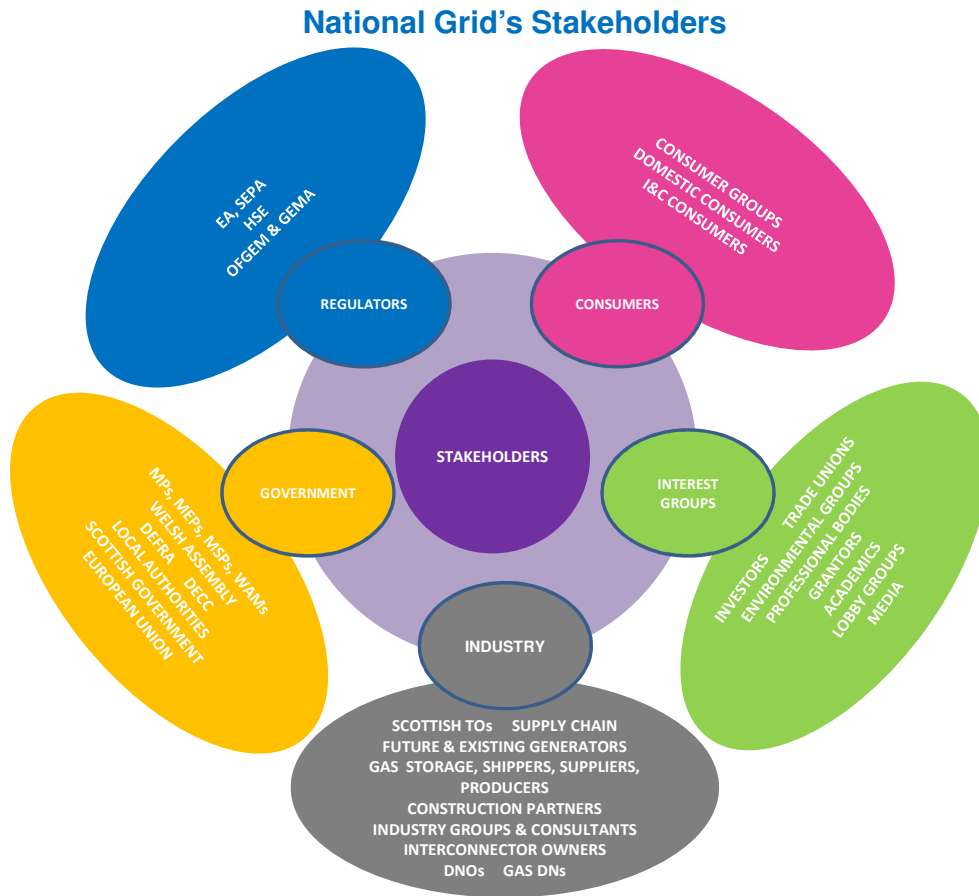 National Grid's Stakeholders
EA, SEPA
HSE
OFGEM & GEMA
REGULATORS
CONSUMER GROUPS
DOMESTIC CONSUMERS
I&C CONSUMERS
CONSUMERS
STAKEHOLDERS
GOVERNMENT
MPs, MEPs, MSPs, WAMs
WELSH ASSEMBLY
DEFRA DECC
LOCALAUTHORITIES
SCOTTISH GOVERNMENT
EUROPEAN UNION
INTEREST
GROUPS
INVESTORS TRADE UNIONS
ENVIRONMENTAL GROUPS
PROFESSIONAL BODIES
GRANTORS
ACADEMICS
LOBBY GROUPS
MEDIA
INDUSTRY
SCOTTISH TOs SUPPLY CHAIN
FUTURE & EXISTING GENERATORS
GAS STORAGE, SHIPPERS, SUPPLIERS,
PRODUCERS
CONSTRUCTION PARTNERS
INDUSTRY GROUPS & CONSULTANTS
INTERCONNECTOR OWNERS
DNOs GAS DNs